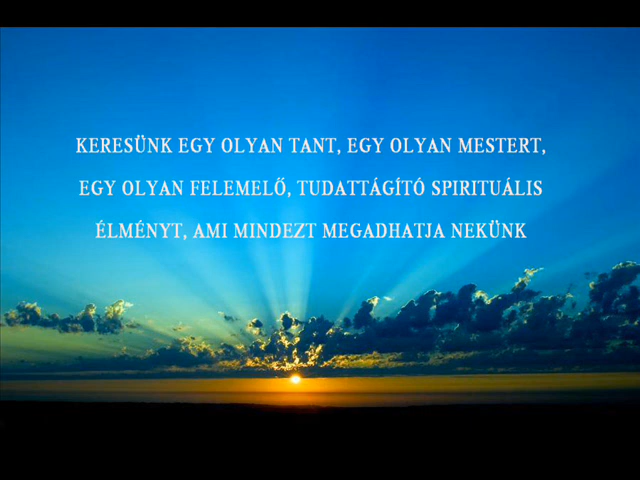 KERESÜNK EGY OLYAN TANT, EGY OLYAN MESTERT,
EGY OLYAN FELEMELŐ, TUDATTÁGÍTÓ SPIRITUÁLIS
ÉLMÉNYT, AMI MINDEZT MEGADHATJA NEKÜNK